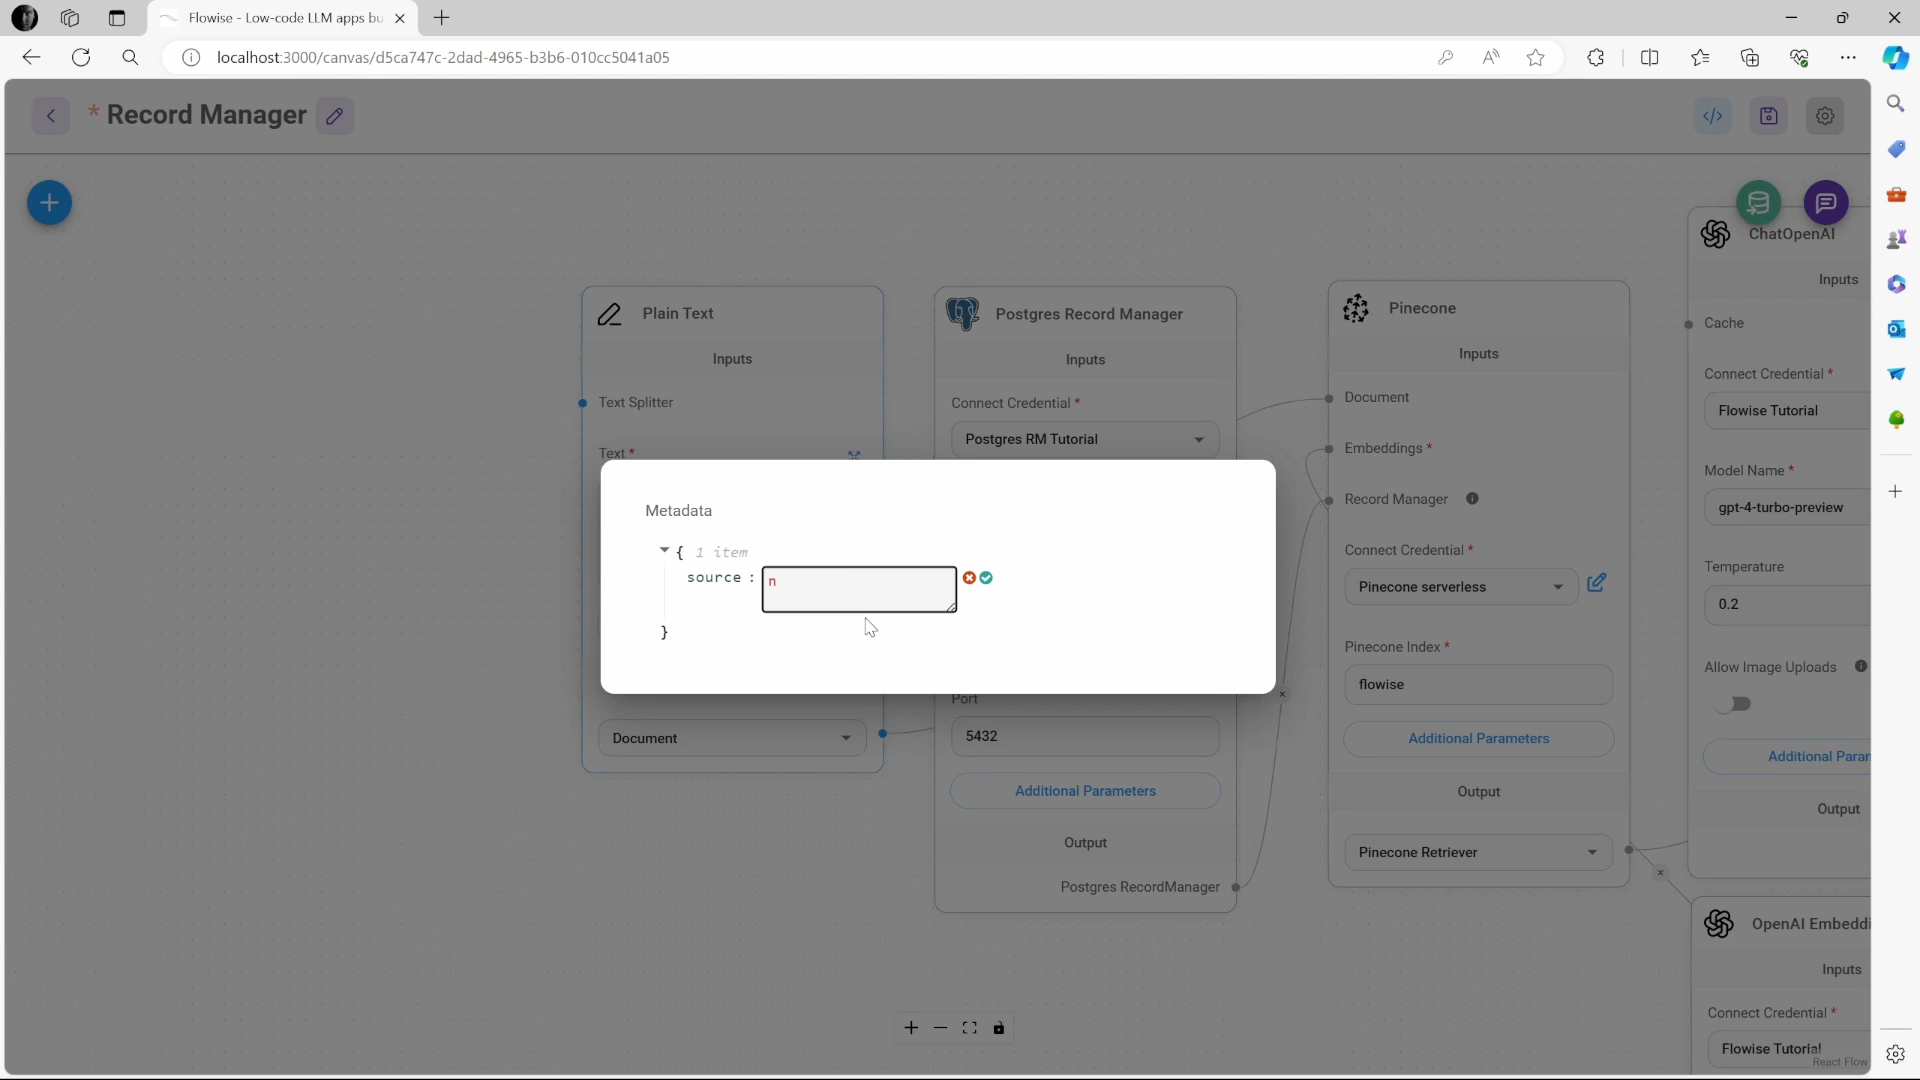 Flowise - Low-code LLM apps bu
localhost:3000/canvas/d5ca747c-2dad-4965-b3b6-010cc5041a05
* Record Manager
Plain Text
Inputs
Text Splitter
Text *
Document
Postgres Record Manager
Inputs
Connect Credential *
Postgres RM Tutorial
Port
5432
Additional Parameters
Output
Postgres RecordManager
Metadata
{ 1 item
source : n
}
Pinecone
Inputs
Document
Embeddings *
Record Manager
Connect Credential *
Pinecone serverless
Pinecone Index *
flowise
Additional Parameters
Output
Pinecone Retriever
ChatOpenAI
Inputs
Cache
Connect Credential *
Flowise Tutorial
Model Name *
gpt-4-turbo-preview
Temperature
0.2
Allow Image Uploads
Additional Parar
Output
OpenAI Embeddi
Inputs
Connect Credential *
Flowise Tutorial
React Flow